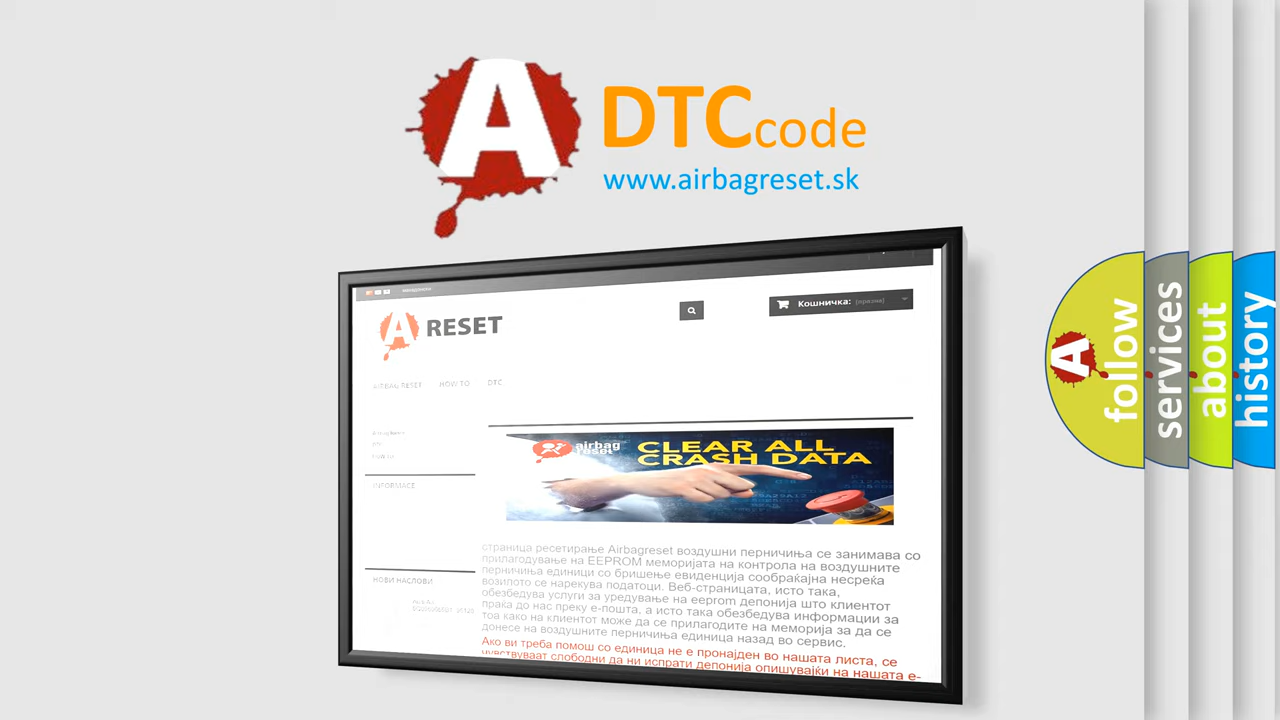 A DTC code
www.airbagreset.sk
A RESET
Кошничка: (празни)
AIRBAG RESET HOW TO DTC
airbag reset
CLEAR ALL
CRASH DATA
INFORMACE
НОВИ НАСЛОВИ
страница ресетирање Airbagreset воздушни перничиња се занимава со
прилагодување на EEPROM меморијата на контрола на воздушните
перничиња единици со бришење евиденција сообраќајна несреќа
возилото се нарекува податоци. Веб-страницата, исто така,
обезбедува услуги за уредување на eeprom депонија што клиентот
праќа до нас преку е-пошта, а исто така обезбедува информации за
тоа како на клиентот може да се прилагодите на меморија за да се
донесе на воздушните перничиња единица назад во сервис.
Ако ви треба помош со единица не е пронајден во нашата листа, се
чувствуваат слободни да ни испрати депонија опишувајќи на нашата е-
A follow
services
about
history